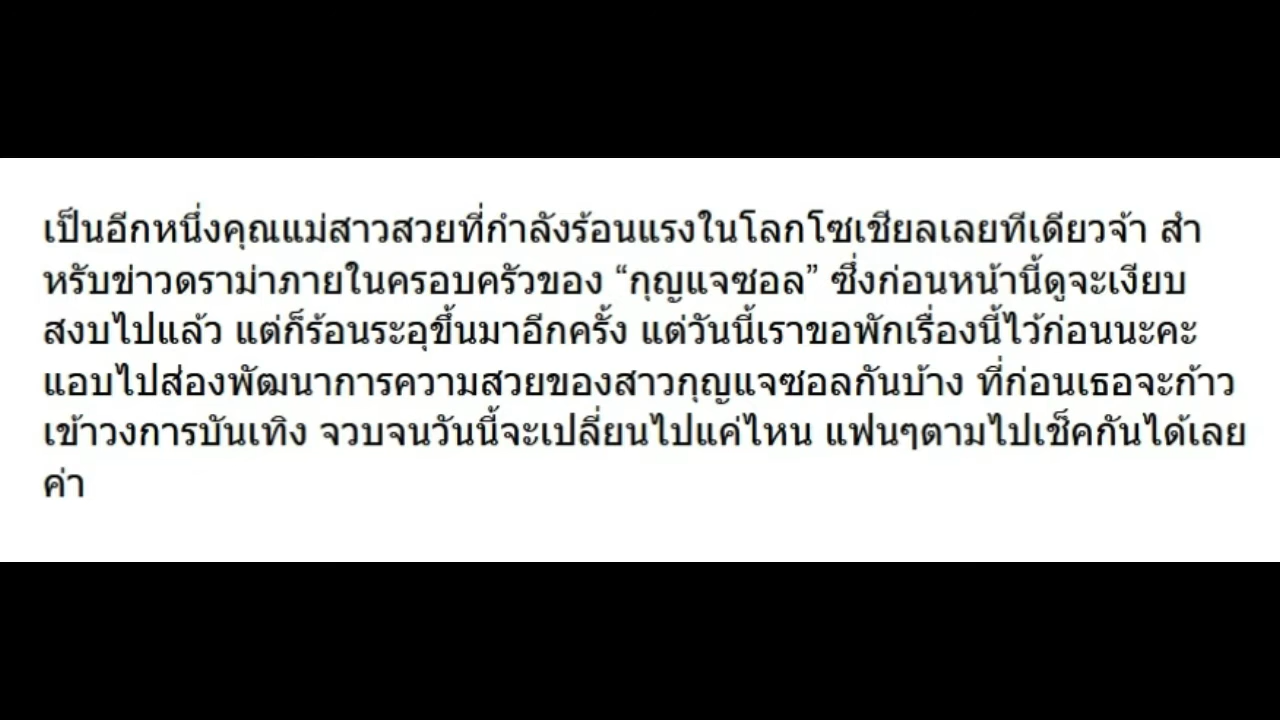 เป็นอีกหนึ่งคุณแม่สาวสวยที่กำลังร้อนแรงในโลกโซเชียลเลยทีเดียวจ้า สำ
หรับข่าวดราม่าภายในครอบครัวของ “กุญแจซอล” ซึ่งก่อนหน้านี้ดูจะเงียบ
สงบไปแล้ว แต่ก็ร้อนระอุขึ้นมาอีกครั้ง แต่วันนี้เราขอพักเรื่องนี้ไว้ก่อนนะคะ
แอบไปส่องพัฒนาการความสวยของสาวกุญแจซอลกันบ้าง ที่ก่อนเธอจะก้าว
เข้าวงการบันเทิง จวบจนวันนี้จะเปลี่ยนไปแค่ไหน แฟนๆตามไปเช็คกันได้เลย
ค่า